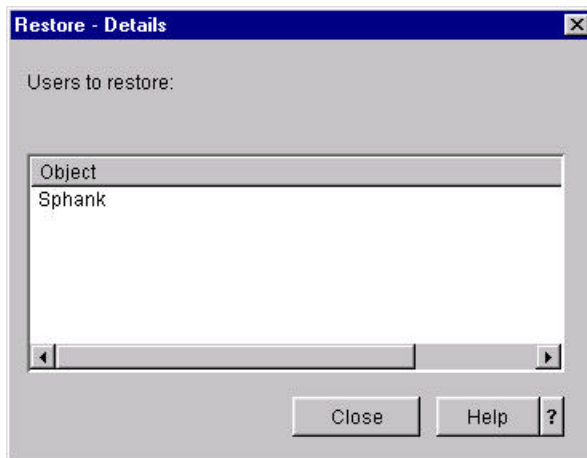 Restore - Details
Users to restore:
Object
Sphank
Close
Help
?